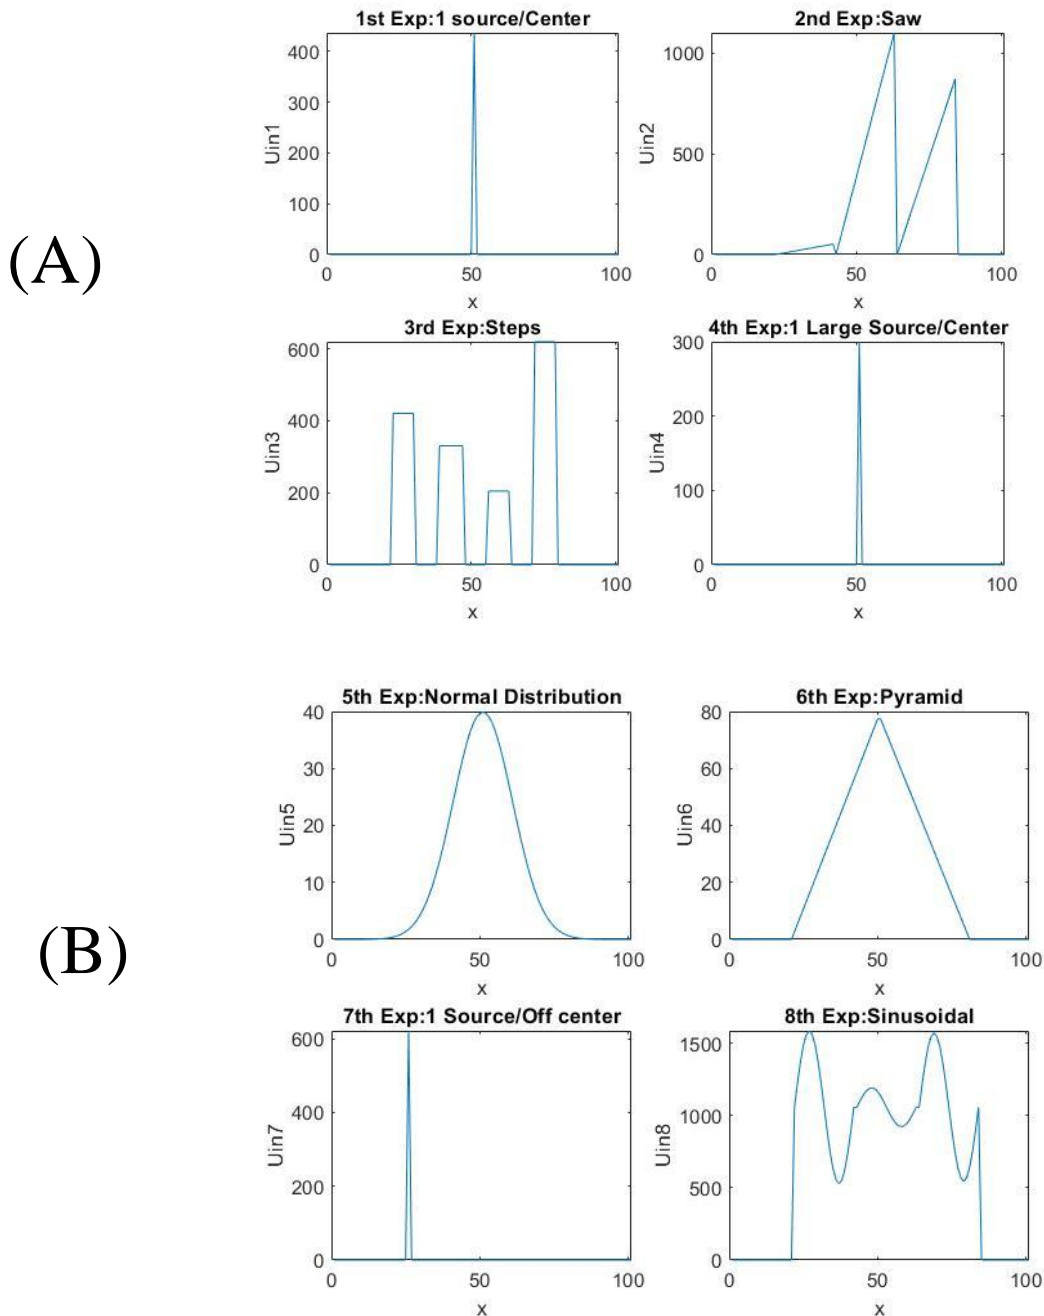 (A)
1st Exp:1 source/Center
Uin1
400
300
200
100
0
0 50 100
x
2nd Exp:Saw
Uin2
1000
500
0
0 50 100
x
3rd Exp:Steps
Uin3
600
400
200
0
0 50 100
x
4th Exp:1 Large Source/Center
Uin4
300
200
100
0
0 50 100
x
(B)
5th Exp:Normal Distribution
Uin5
40
30
20
10
0
0 50 100
x
6th Exp:Pyramid
Uin6
80
60
40
20
0
0 50 100
x
7th Exp:1 Source/Off center
Uin7
600
400
200
0
0 50 100
x
8th Exp:Sinusoidal
Uin8
1500
1000
500
0
0 50 100
x